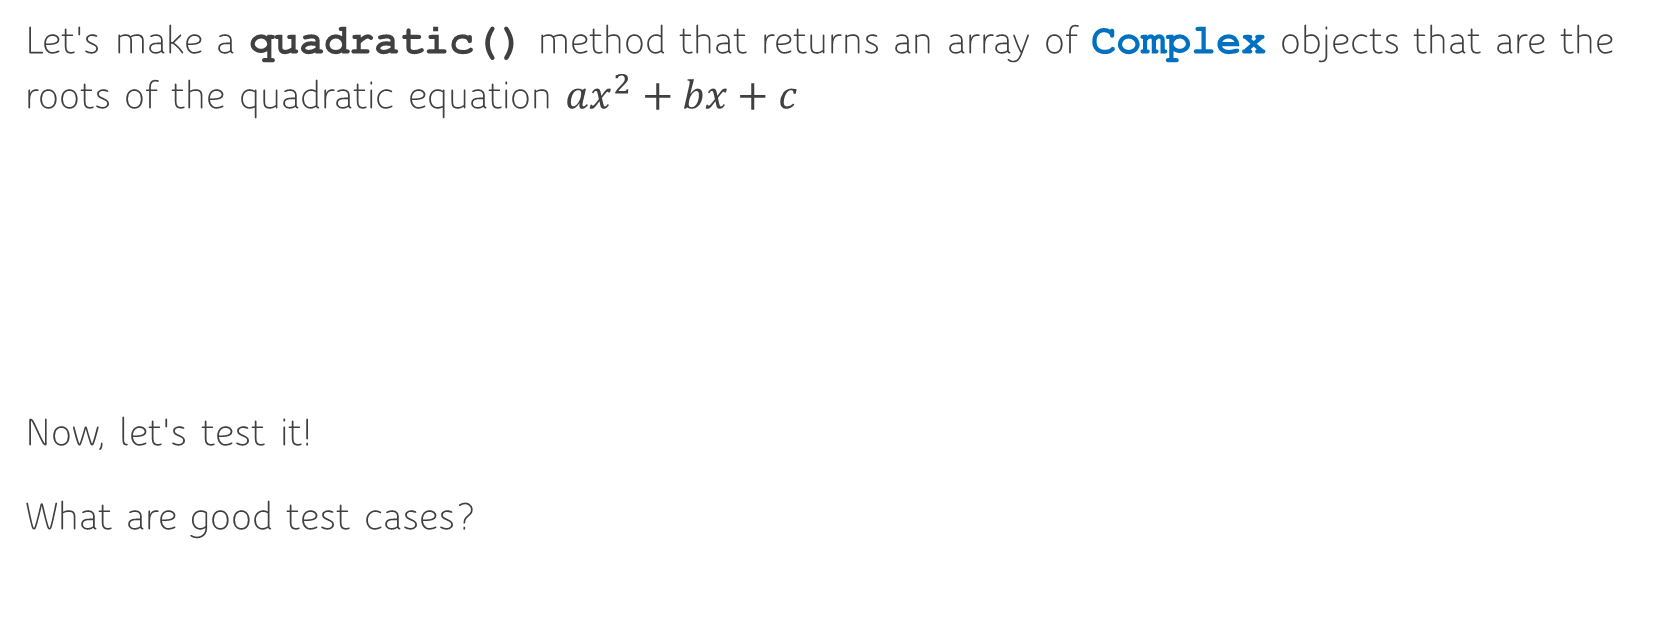 Let's make a quadratic() method that returns an array of Complex objects that are the
roots of the quadratic equation 𝑎𝑥² + 𝑏𝑥 + 𝑐
Now, let's test it!
What are good test cases?